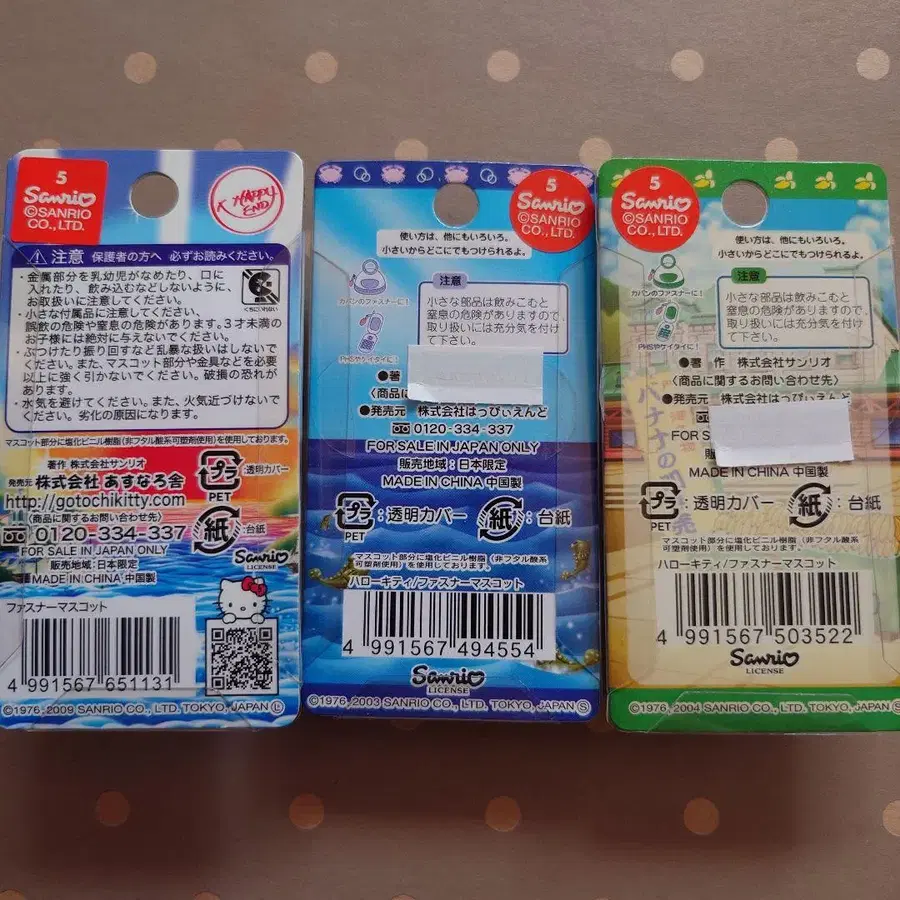 5
Sanrio
©SANRIO
CO., LTD.
K·HAPPY
END
注意 保護者の方へ 必ずお読みください。
・金属部分を乳幼児がなめたり、口に
入れたり、飲み込むなどしないように、
お取扱いに注意してください。
・小さな付属品に注意してください。
誤飲の危険や窒息の危険があります。3才未満の
お子様には絶対に与えないでください。
・ぶつけたり振り回すなど乱暴な扱いはしないで
ください。また、マスコット部分や金具などを必要
以上に強く引かないでください。破損の恐れが
あります。
・水気を避けてください。また、火気近づけないでく
ださい。劣化の原因になります。
くちにいれない
マスコット部分に塩化ビニル樹脂(非フタル酸系可塑剤使用)を使用しております。
著作 株式会社サンリオ
発売元 株式会社 あすなろ舎
http://gotochikitty.com
(商品に関するお問い合わせ先)
0120-334-337
FOR SALE IN JAPAN ONLY
販売地域:日本限定
MADE IN CHINA 中国製
プラ
:透明カバー
PET
紙
:台紙
Sanrio
LICENSE
ファスナーマスコット
4 991567 651131
©1976, 2009 SANRIO CO., LTD. TOKYO, JAPAN Ⓛ
5
Sanrio
©SANRIO
CO., LTD.
使い方は、他にもいろいろ。
小さいからどこにでもつけられるよ。
カバンのファスナーに!
PHSやケイタイに!
注意
小さな部品は飲みこむと
窒息の危険がありますので、
取り扱いには充分気を付け
て下さい。
●著
〈商品に
●発売元 株式会社はっぴいえんど
0120-334-337
FOR SALE IN JAPAN ONLY
販売地域:日本限定
MADE IN CHINA 中国製
プラ
:透明カバー
PET
紙
:台紙
マスコット部分に塩化ビニル樹脂(非フタル酸系
可塑剤使用)を使用しております。
ハローキティ/ファスナーマスコット
4 991567 494554
Sanrio
LICENSE
©1976, 2003 SANRIO CO., LTD. TOKYO, JAPAN Ⓢ
5
Sanrio
©SANRIO
CO., LTD.
使い方は、他にもいろいろ。
小さいからどこにでもつけられるよ。
カバンのファスナーに!
PHSやケイタイに!
注意
小さな部品は飲みこむと
窒息の危険がありますので、
取り扱いには充分気を付け
て下さい。
●著 作 株式会社サンリオ
〈商品に関するお問い合わせ先〉
●発売元 株式会社はっぴいえんど
FOR S
販
MADE IN CHINA 中国製
プラ
:透明カバー
PET
紙
:台紙
マスコット部分に塩化ビニル樹脂(非フタル酸系
可塑剤使用)を使用しております。
ハローキティ/ファスナーマスコット
4 991567 503522
Sanrio
LICENSE
©1976, 2004 SANRIO CO., LTD. TOKYO, JAPAN Ⓢ